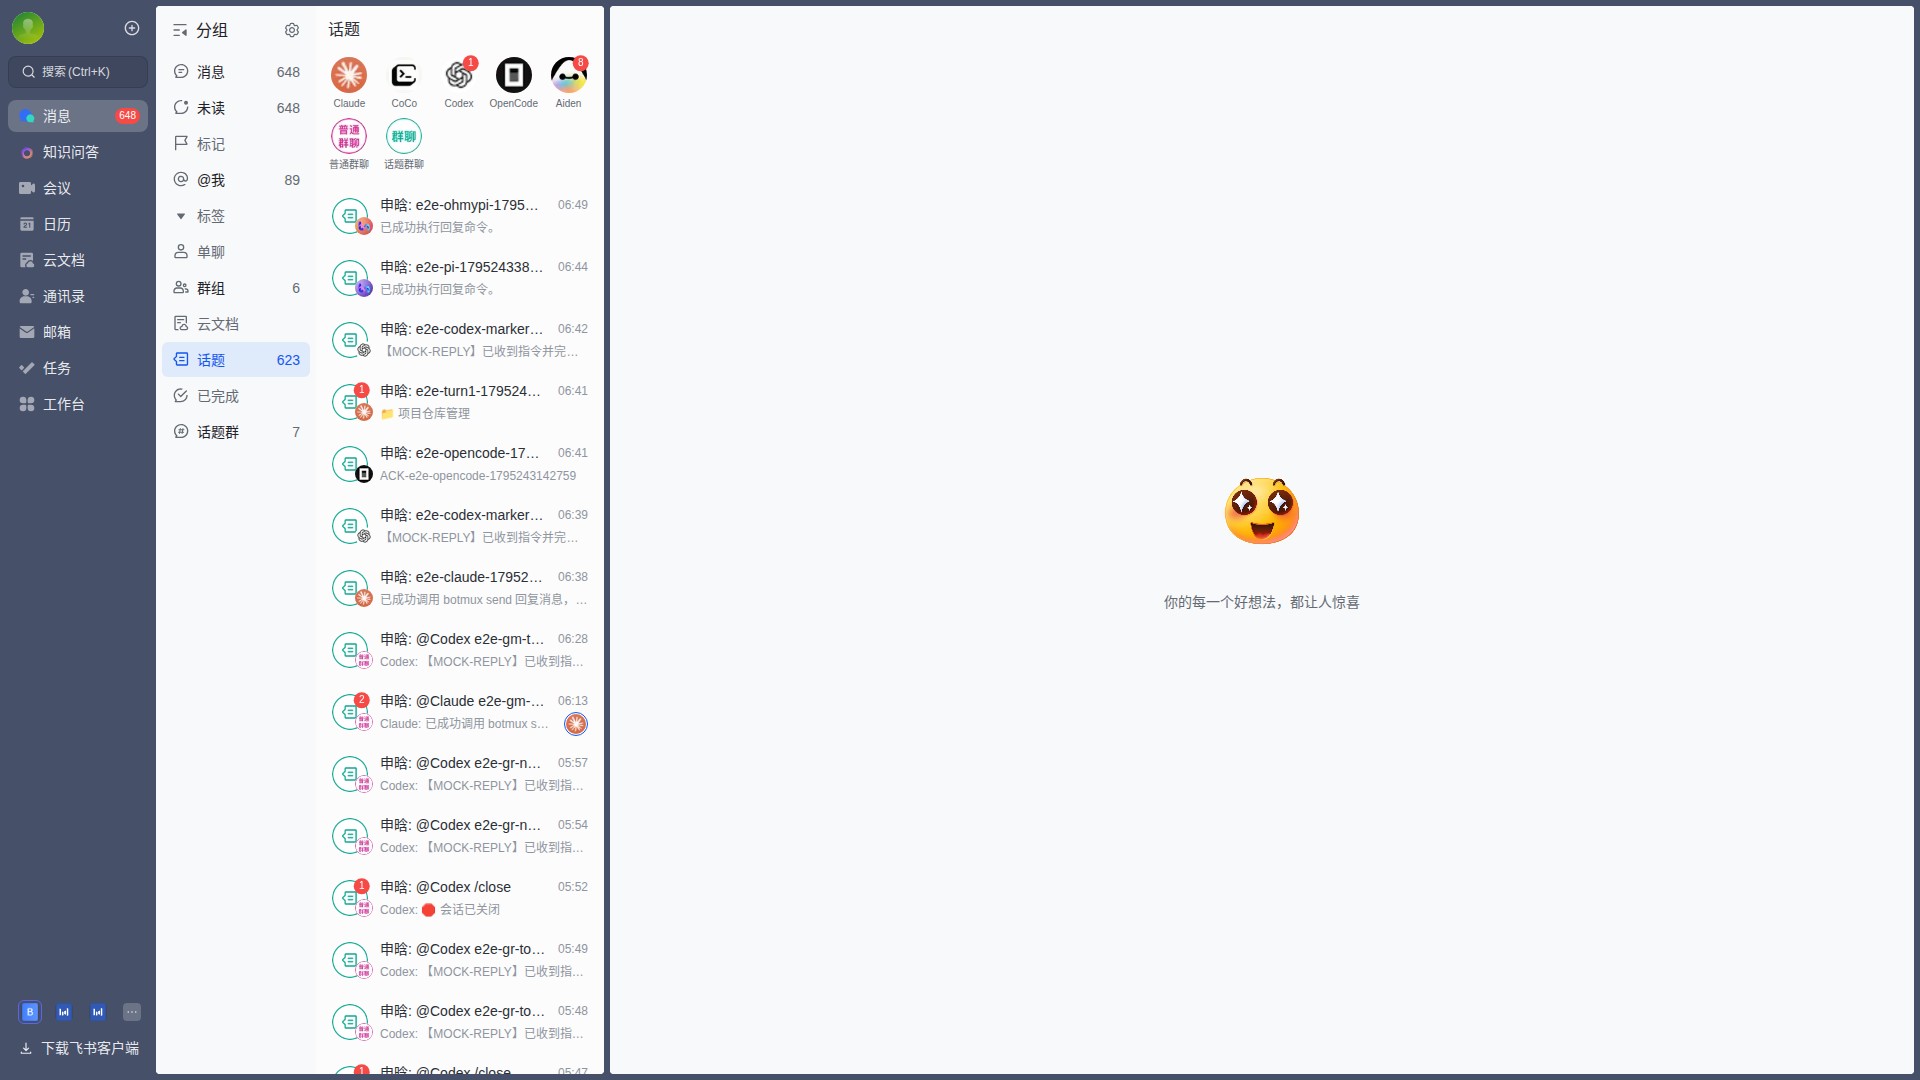 搜索 (Ctrl+K)
消息 648
知识问答
会议
日历
云文档
通讯录
邮箱
任务
工作台
B
下载飞书客户端
分组
消息 648
未读 648
标记
@我 89
标签
单聊
群组 6
云文档
话题 623
已完成
话题群 7
话题
1
8
Claude
CoCo
Codex
OpenCode
Aiden
普通
群聊
群聊
普通群聊
话题群聊
申晗: e2e-ohmypi-1795… 06:49
已成功执行回复命令。
申晗: e2e-pi-179524338… 06:44
已成功执行回复命令。
申晗: e2e-codex-marker… 06:42
【MOCK-REPLY】已收到指令并完…
1
申晗: e2e-turn1-179524… 06:41
📁 项目仓库管理
申晗: e2e-opencode-17… 06:41
ACK-e2e-opencode-1795243142759
申晗: e2e-codex-marker… 06:39
【MOCK-REPLY】已收到指令并完…
申晗: e2e-claude-17952… 06:38
已成功调用 botmux send 回复消息，…
申晗: @Codex e2e-gm-t… 06:28
Codex: 【MOCK-REPLY】已收到指…
2
申晗: @Claude e2e-gm-… 06:13
Claude: 已成功调用 botmux s…
申晗: @Codex e2e-gr-n… 05:57
Codex: 【MOCK-REPLY】已收到指…
申晗: @Codex e2e-gr-n… 05:54
Codex: 【MOCK-REPLY】已收到指…
1
申晗: @Codex /close 05:52
Codex: 🛑 会话已关闭
申晗: @Codex e2e-gr-to… 05:49
Codex: 【MOCK-REPLY】已收到指…
申晗: @Codex e2e-gr-to… 05:48
Codex: 【MOCK-REPLY】已收到指…
1
申晗: @Codex /close 05:47
你的每一个好想法，都让人惊喜